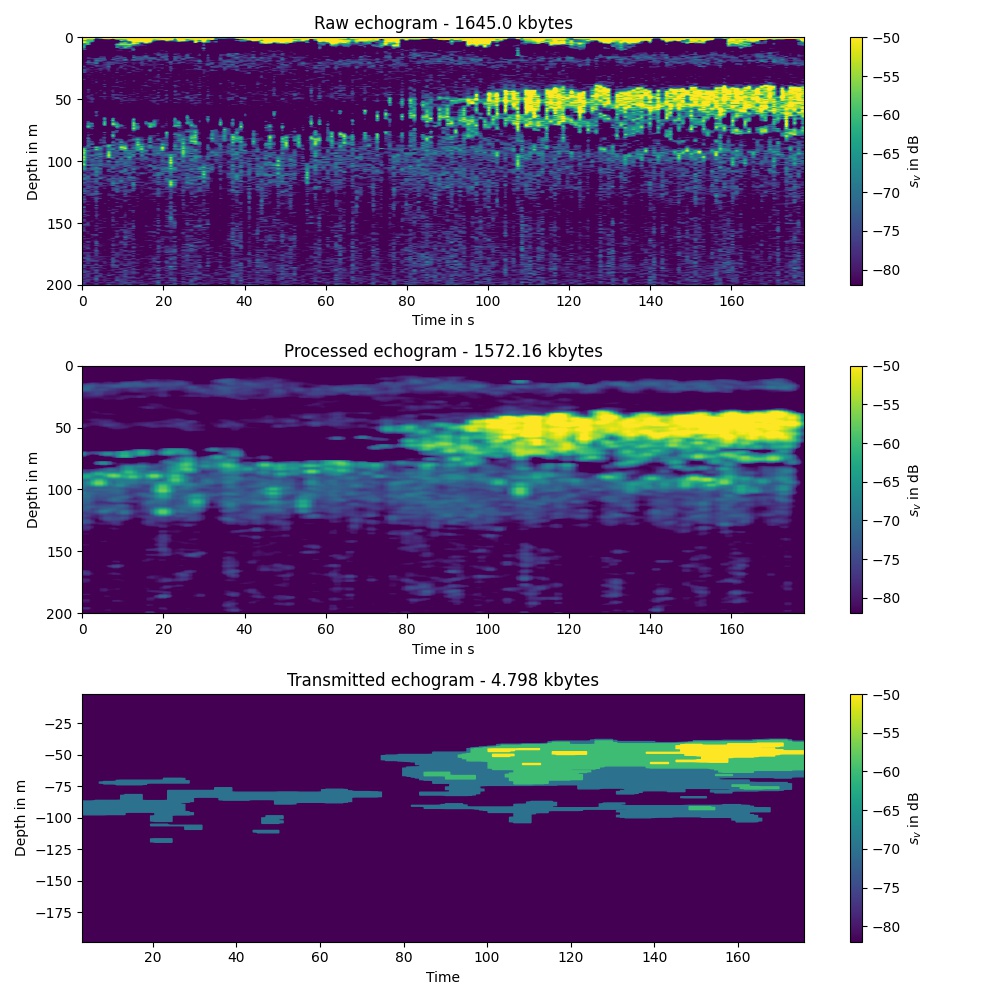 Raw echogram - 1645.0 kbytes
0
50
100
150
200
Depth in m
0 20 40 60 80 100 120 140 160
Time in s
−50
−55
−60
−65
−70
−75
−80
sᵥ in dB
Processed echogram - 1572.16 kbytes
0
50
100
150
200
Depth in m
0 20 40 60 80 100 120 140 160
Time in s
−50
−55
−60
−65
−70
−75
−80
sᵥ in dB
Transmitted echogram - 4.798 kbytes
−25
−50
−75
−100
−125
−150
−175
Depth in m
20 40 60 80 100 120 140 160
Time
−50
−55
−60
−65
−70
−75
−80
sᵥ in dB